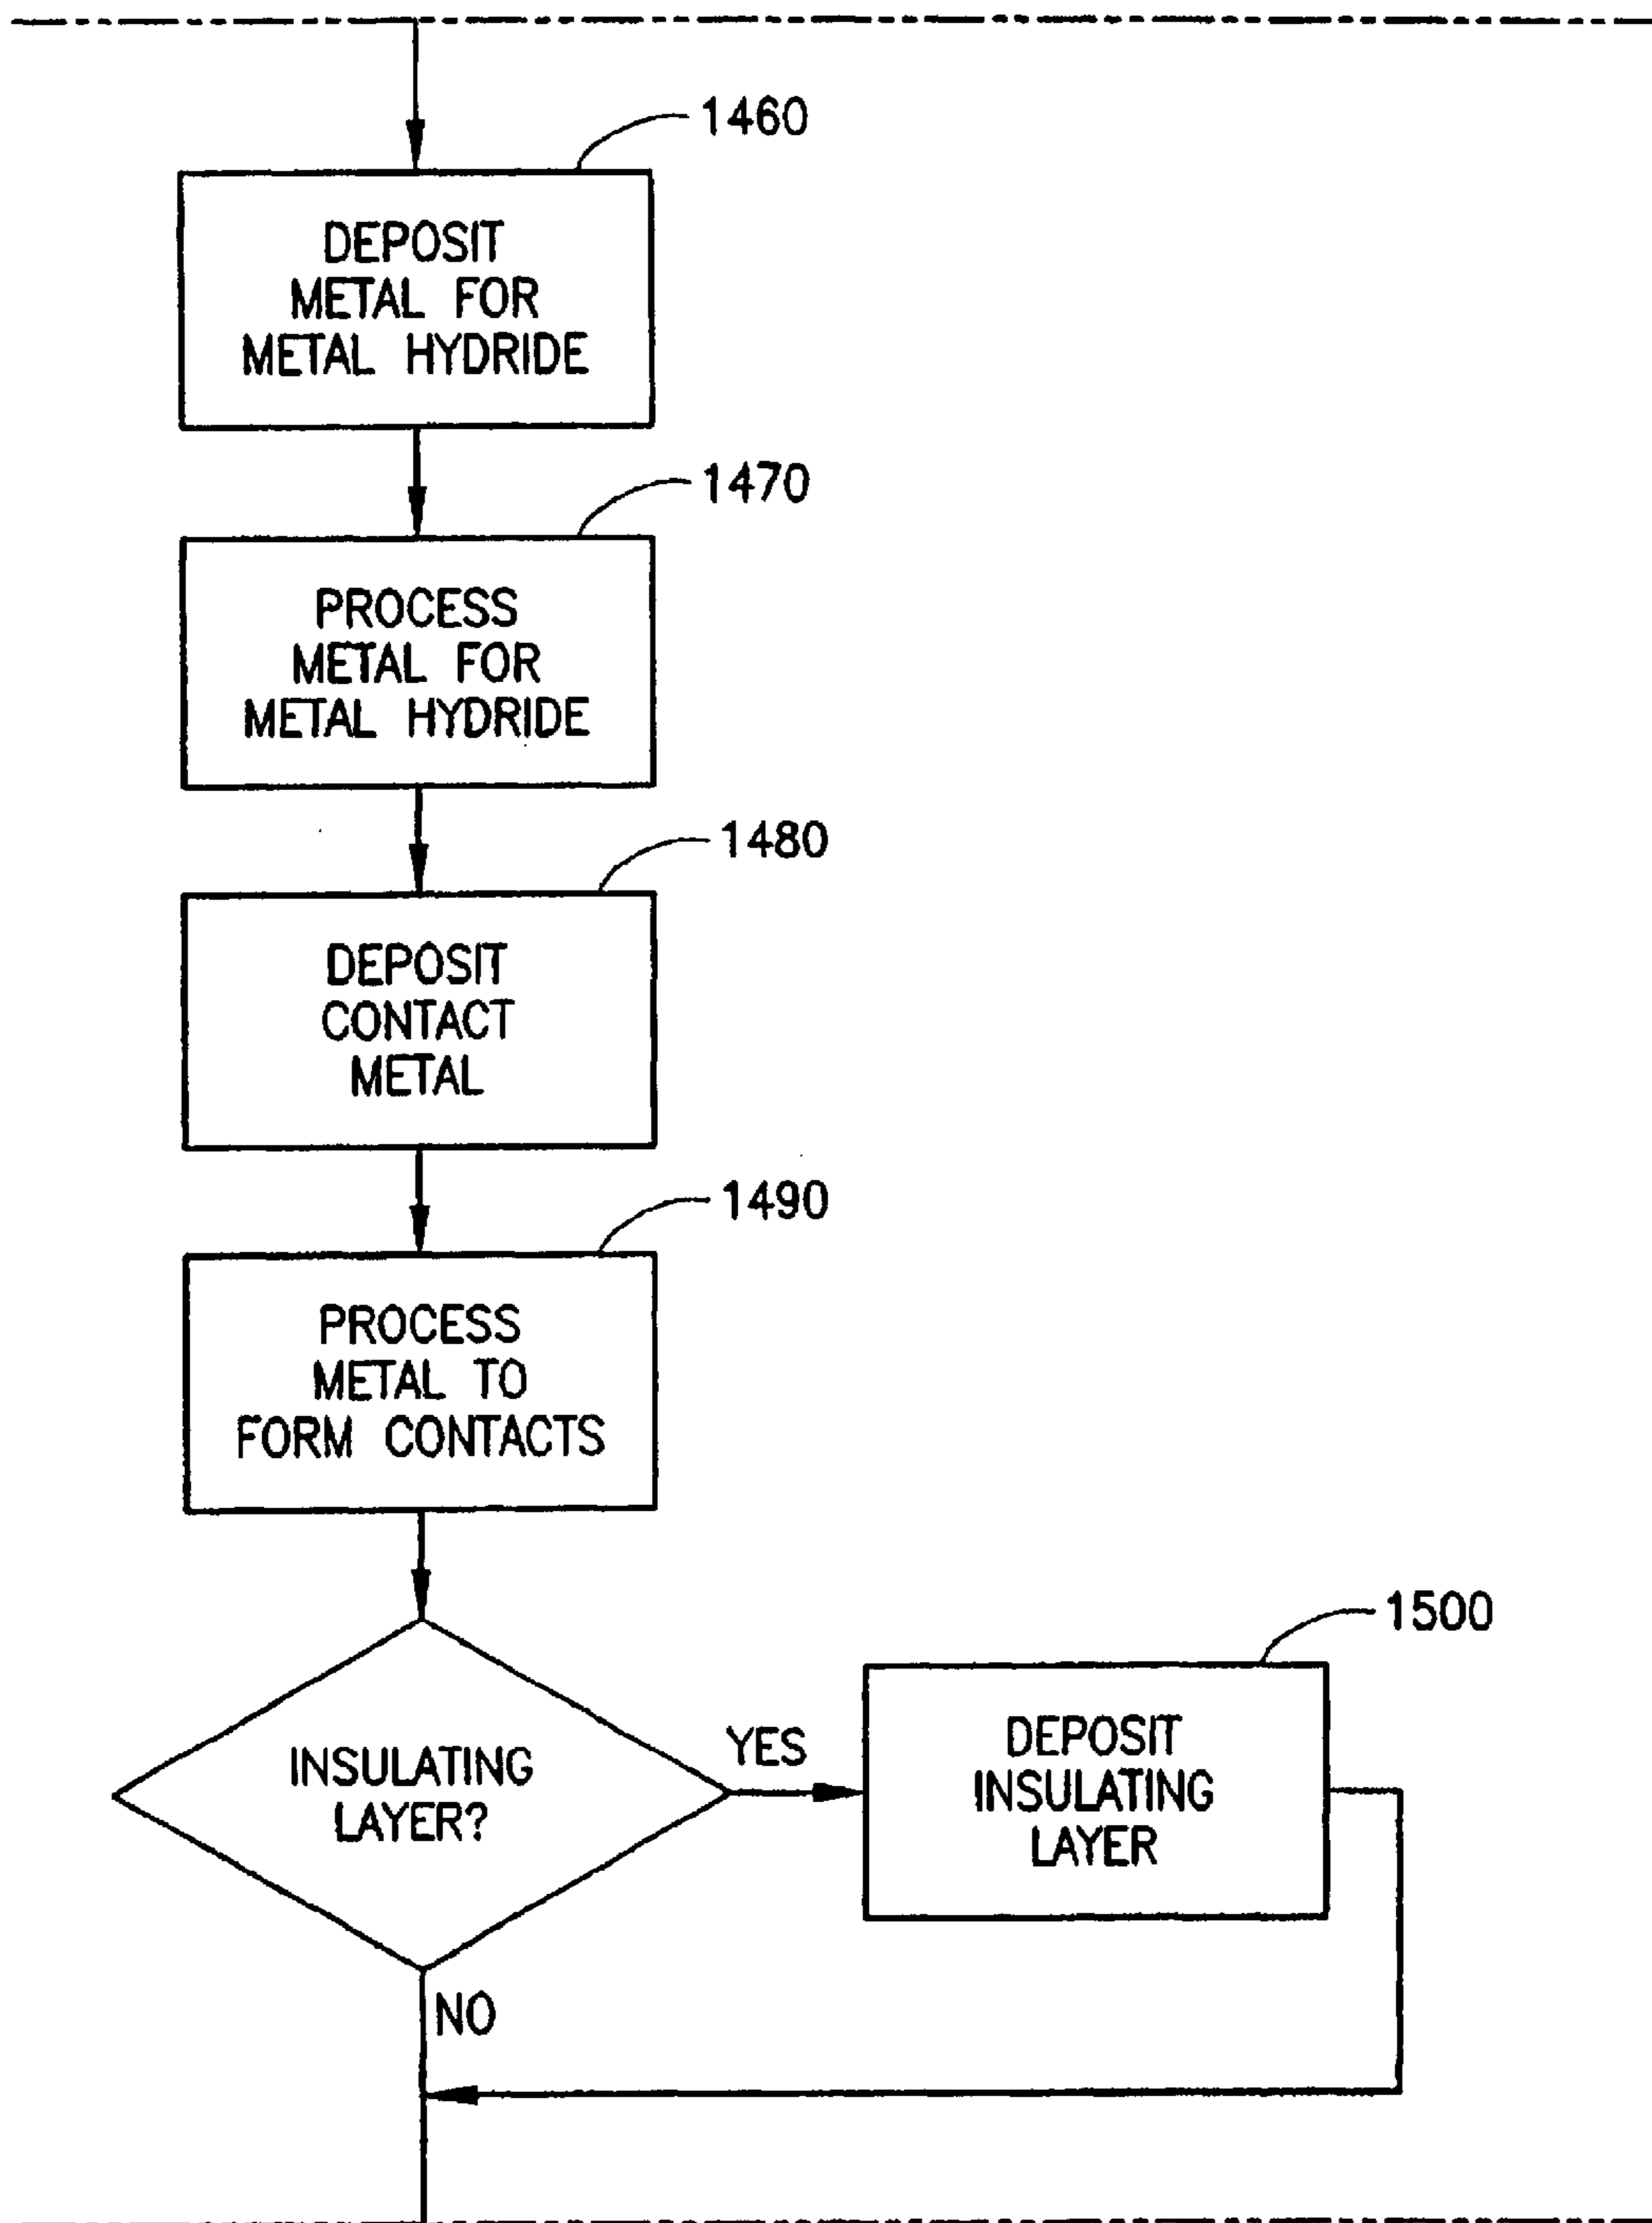 1460
DEPOSIT
METAL FOR
METAL HYDRIDE
1470
PROCESS
METAL FOR
METAL HYDRIDE
1480
DEPOSIT
CONTACT
METAL
1490
PROCESS
METAL TO
FORM CONTACTS
INSULATING
LAYER?
YES
1500
DEPOSIT
INSULATING
LAYER
NO